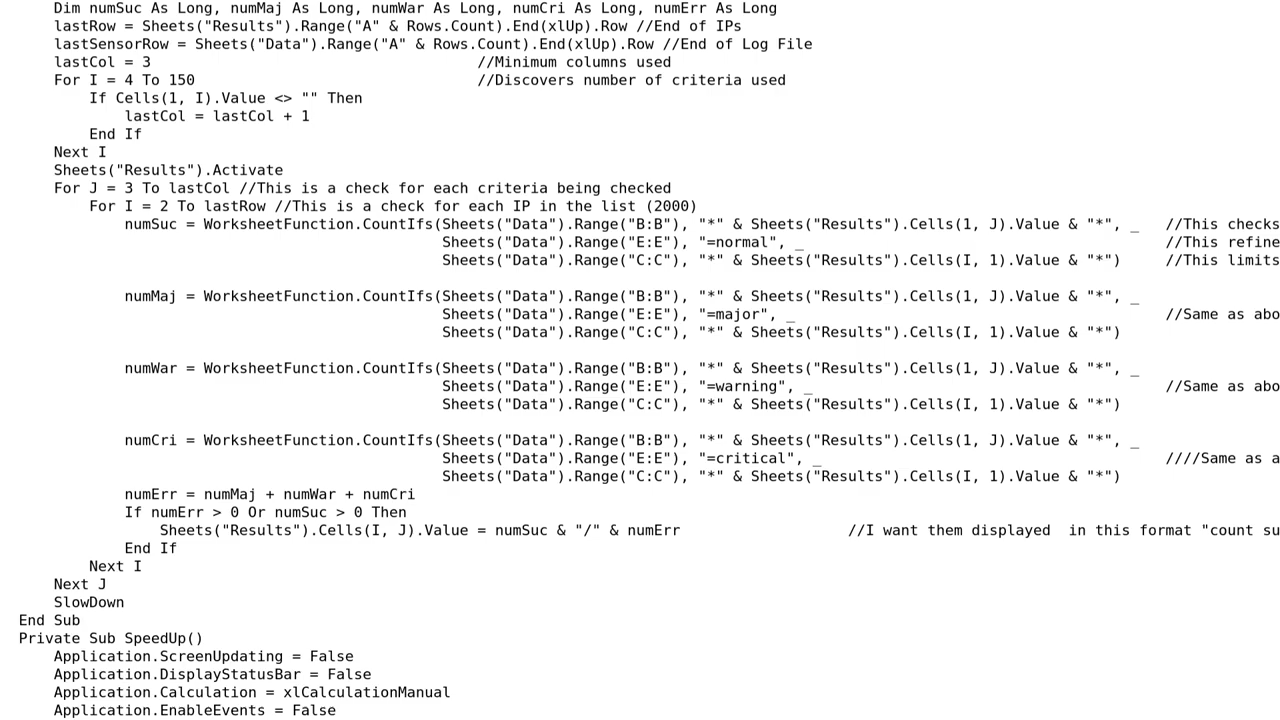 Dim numSuc As Long, numMaj As Long, numWar As Long, numCri As Long, numErr As Long
lastRow = Sheets("Results").Range("A" & Rows.Count).End(xlUp).Row //End of IPs
lastSensorRow = Sheets("Data").Range("A" & Rows.Count).End(xlUp).Row //End of Log File
lastCol = 3 //Minimum columns used
For I = 4 To 150 //Discovers number of criteria used
If Cells(1, I).Value <> "" Then
lastCol = lastCol + 1
End If
Next I
Sheets("Results").Activate
For J = 3 To lastCol //This is a check for each criteria being checked
For I = 2 To lastRow //This is a check for each IP in the list (2000)
numSuc = WorksheetFunction.CountIfs(Sheets("Data").Range("B:B"), "*" & Sheets("Results").Cells(1, J).Value & "*", _ //This checks
Sheets("Data").Range("E:E"), "=normal", _ //This refine
Sheets("Data").Range("C:C"), "*" & Sheets("Results").Cells(I, 1).Value & "*") //This limits
numMaj = WorksheetFunction.CountIfs(Sheets("Data").Range("B:B"), "*" & Sheets("Results").Cells(1, J).Value & "*", _
Sheets("Data").Range("E:E"), "=major", _ //Same as abo
Sheets("Data").Range("C:C"), "*" & Sheets("Results").Cells(I, 1).Value & "*")
numWar = WorksheetFunction.CountIfs(Sheets("Data").Range("B:B"), "*" & Sheets("Results").Cells(1, J).Value & "*", _
Sheets("Data").Range("E:E"), "=warning", _ //Same as abo
Sheets("Data").Range("C:C"), "*" & Sheets("Results").Cells(I, 1).Value & "*")
numCri = WorksheetFunction.CountIfs(Sheets("Data").Range("B:B"), "*" & Sheets("Results").Cells(1, J).Value & "*", _
Sheets("Data").Range("E:E"), "=critical", _ ////Same as a
Sheets("Data").Range("C:C"), "*" & Sheets("Results").Cells(I, 1).Value & "*")
numErr = numMaj + numWar + numCri
If numErr > 0 Or numSuc > 0 Then
Sheets("Results").Cells(I, J).Value = numSuc & "/" & numErr //I want them displayed  in this format "count su
End If
Next I
Next J
SlowDown
End Sub
Private Sub SpeedUp()
Application.ScreenUpdating = False
Application.DisplayStatusBar = False
Application.Calculation = xlCalculationManual
Application.EnableEvents = False